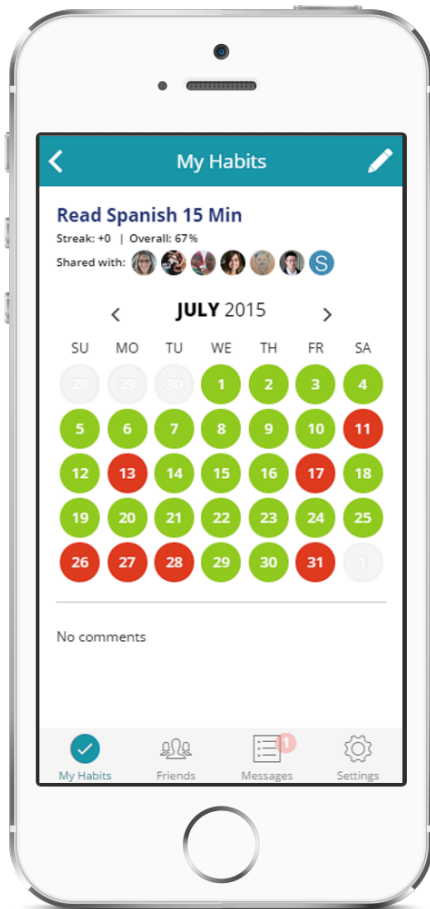 My Habits
Read Spanish 15 Min
Streak: +0 | Overall: 67%
Shared with: S
< JULY 2015 >
SU MO TU WE TH FR SA
28 29 30 1 2 3 4
5 6 7 8 9 10 11
12 13 14 15 16 17 18
19 20 21 22 23 24 25
26 27 28 29 30 31 1
No comments
1
My Habits Friends Messages Settings